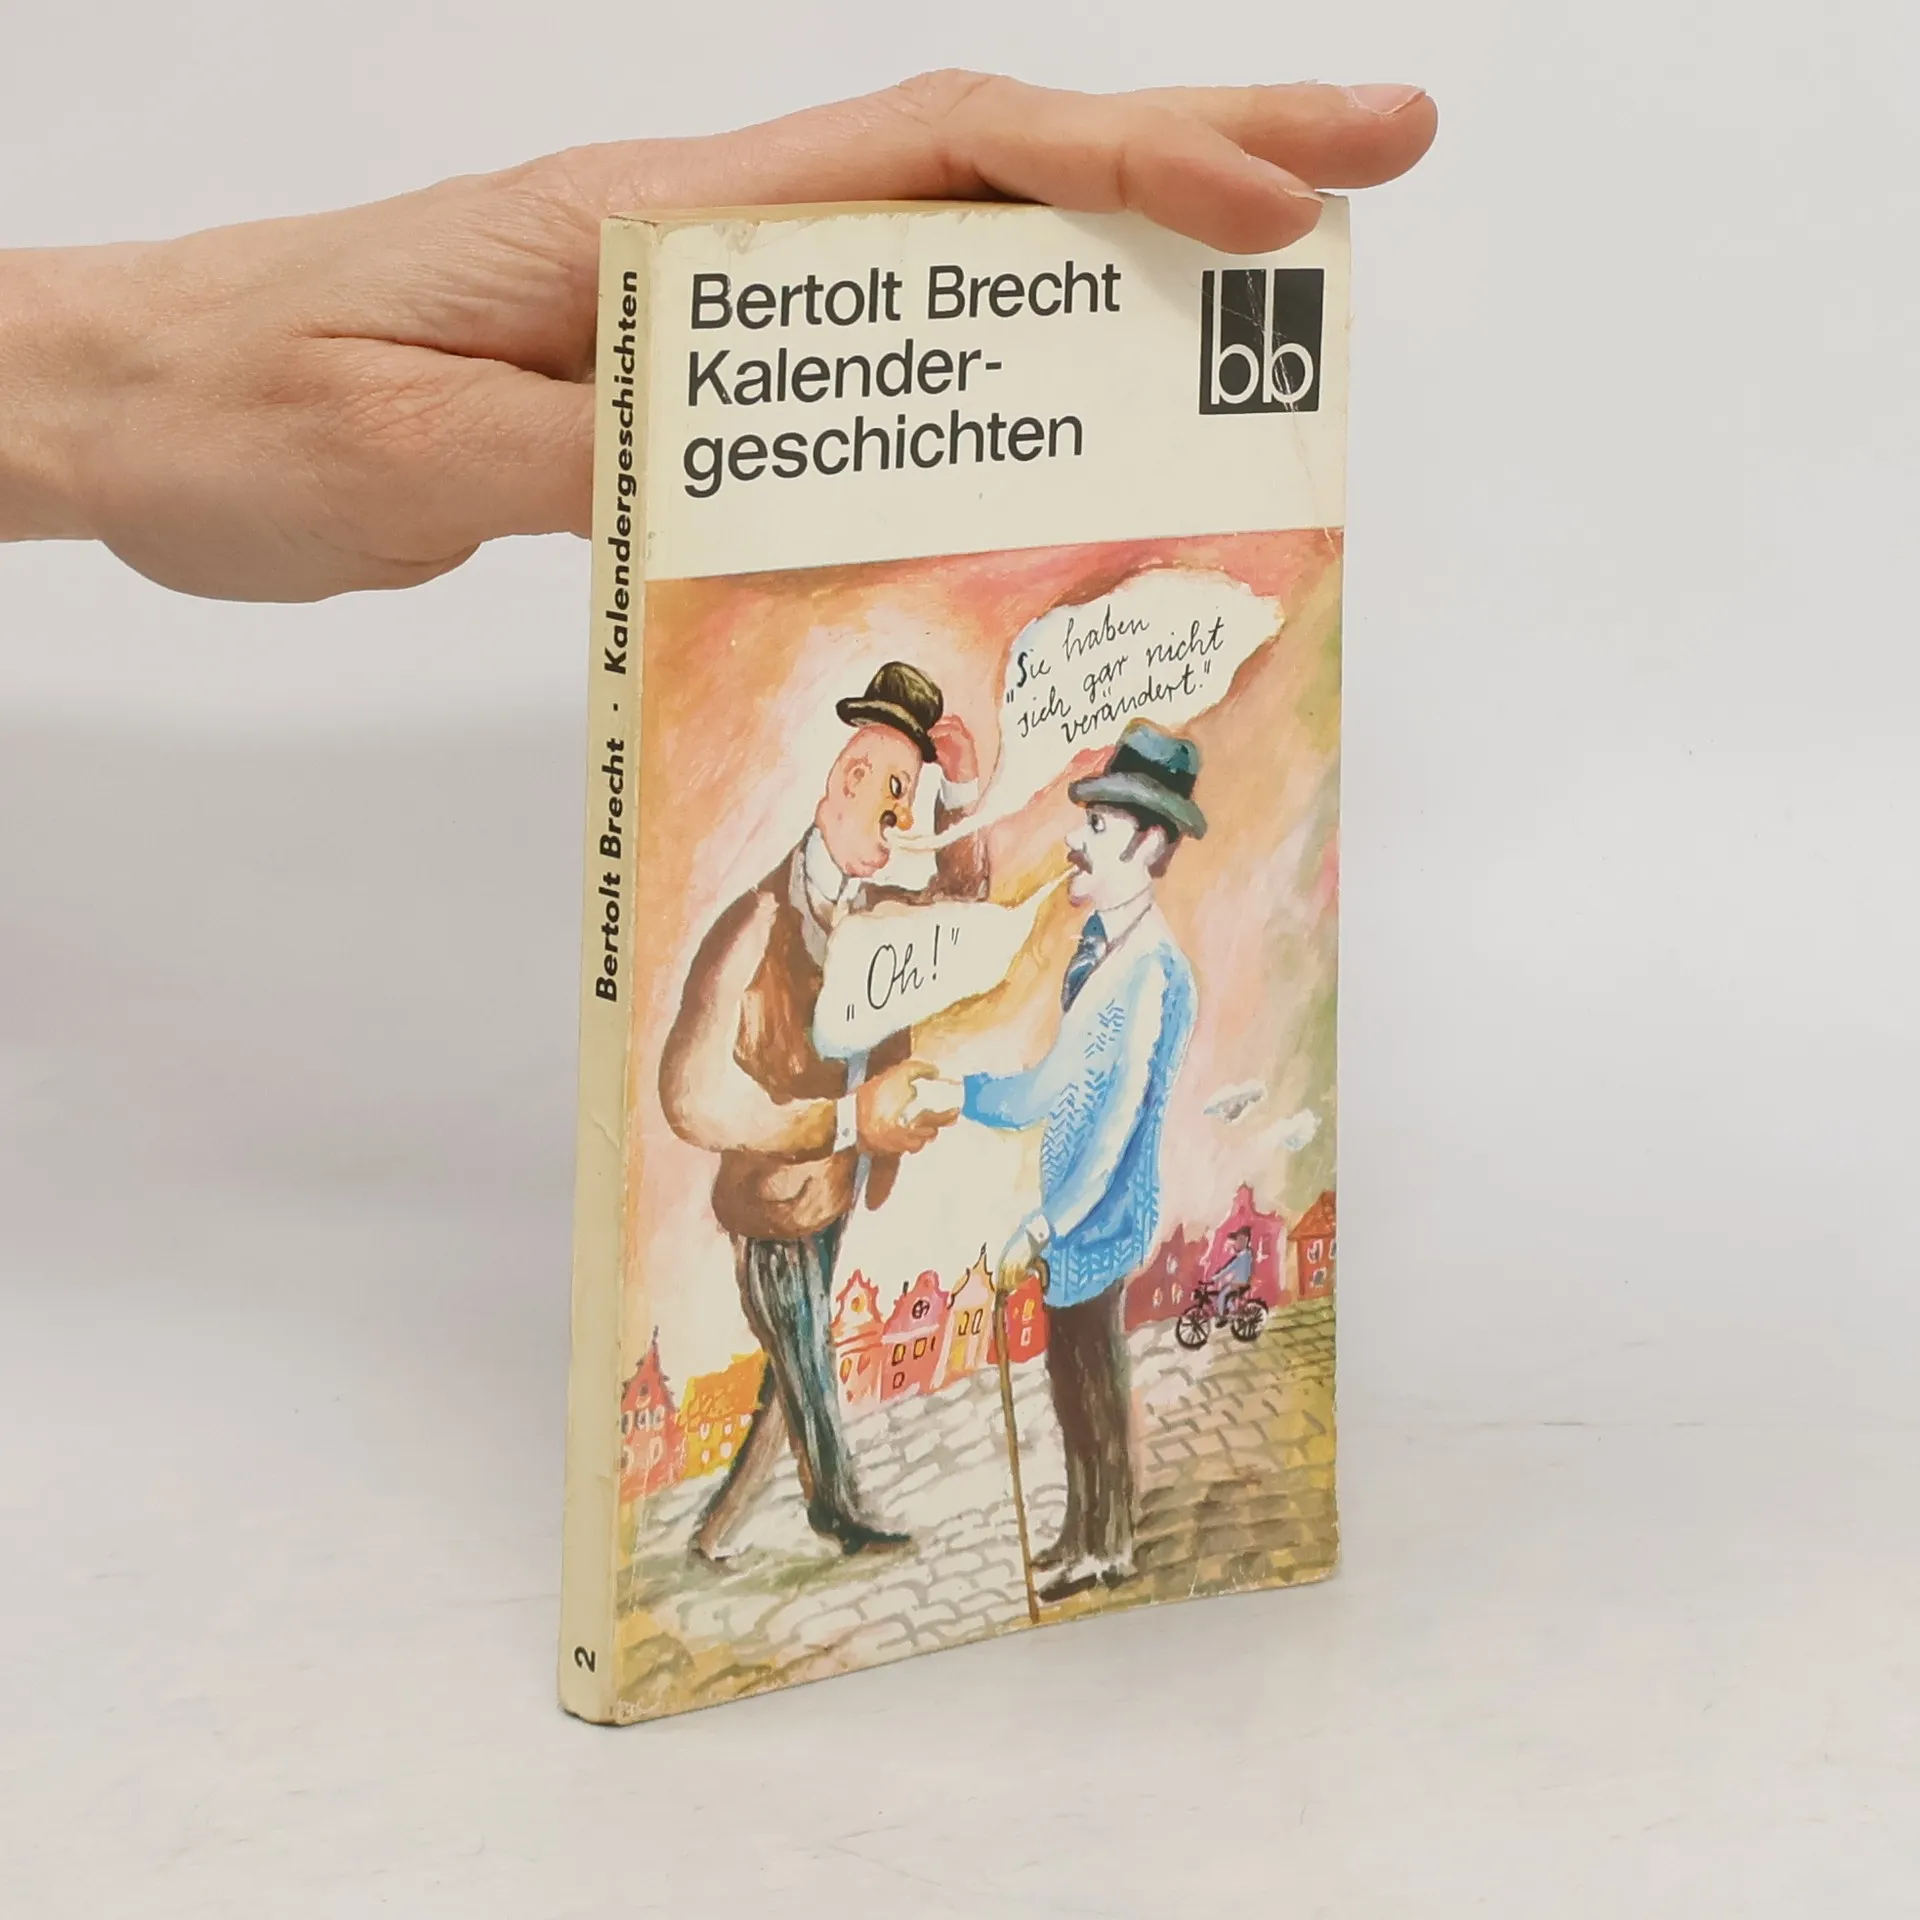 Bertolt Brecht
Kalender-
geschichten
bb
„Sie haben
sich gar nicht
verändert."
„Oh!"
Bertolt Brecht · Kalendergeschichten
2